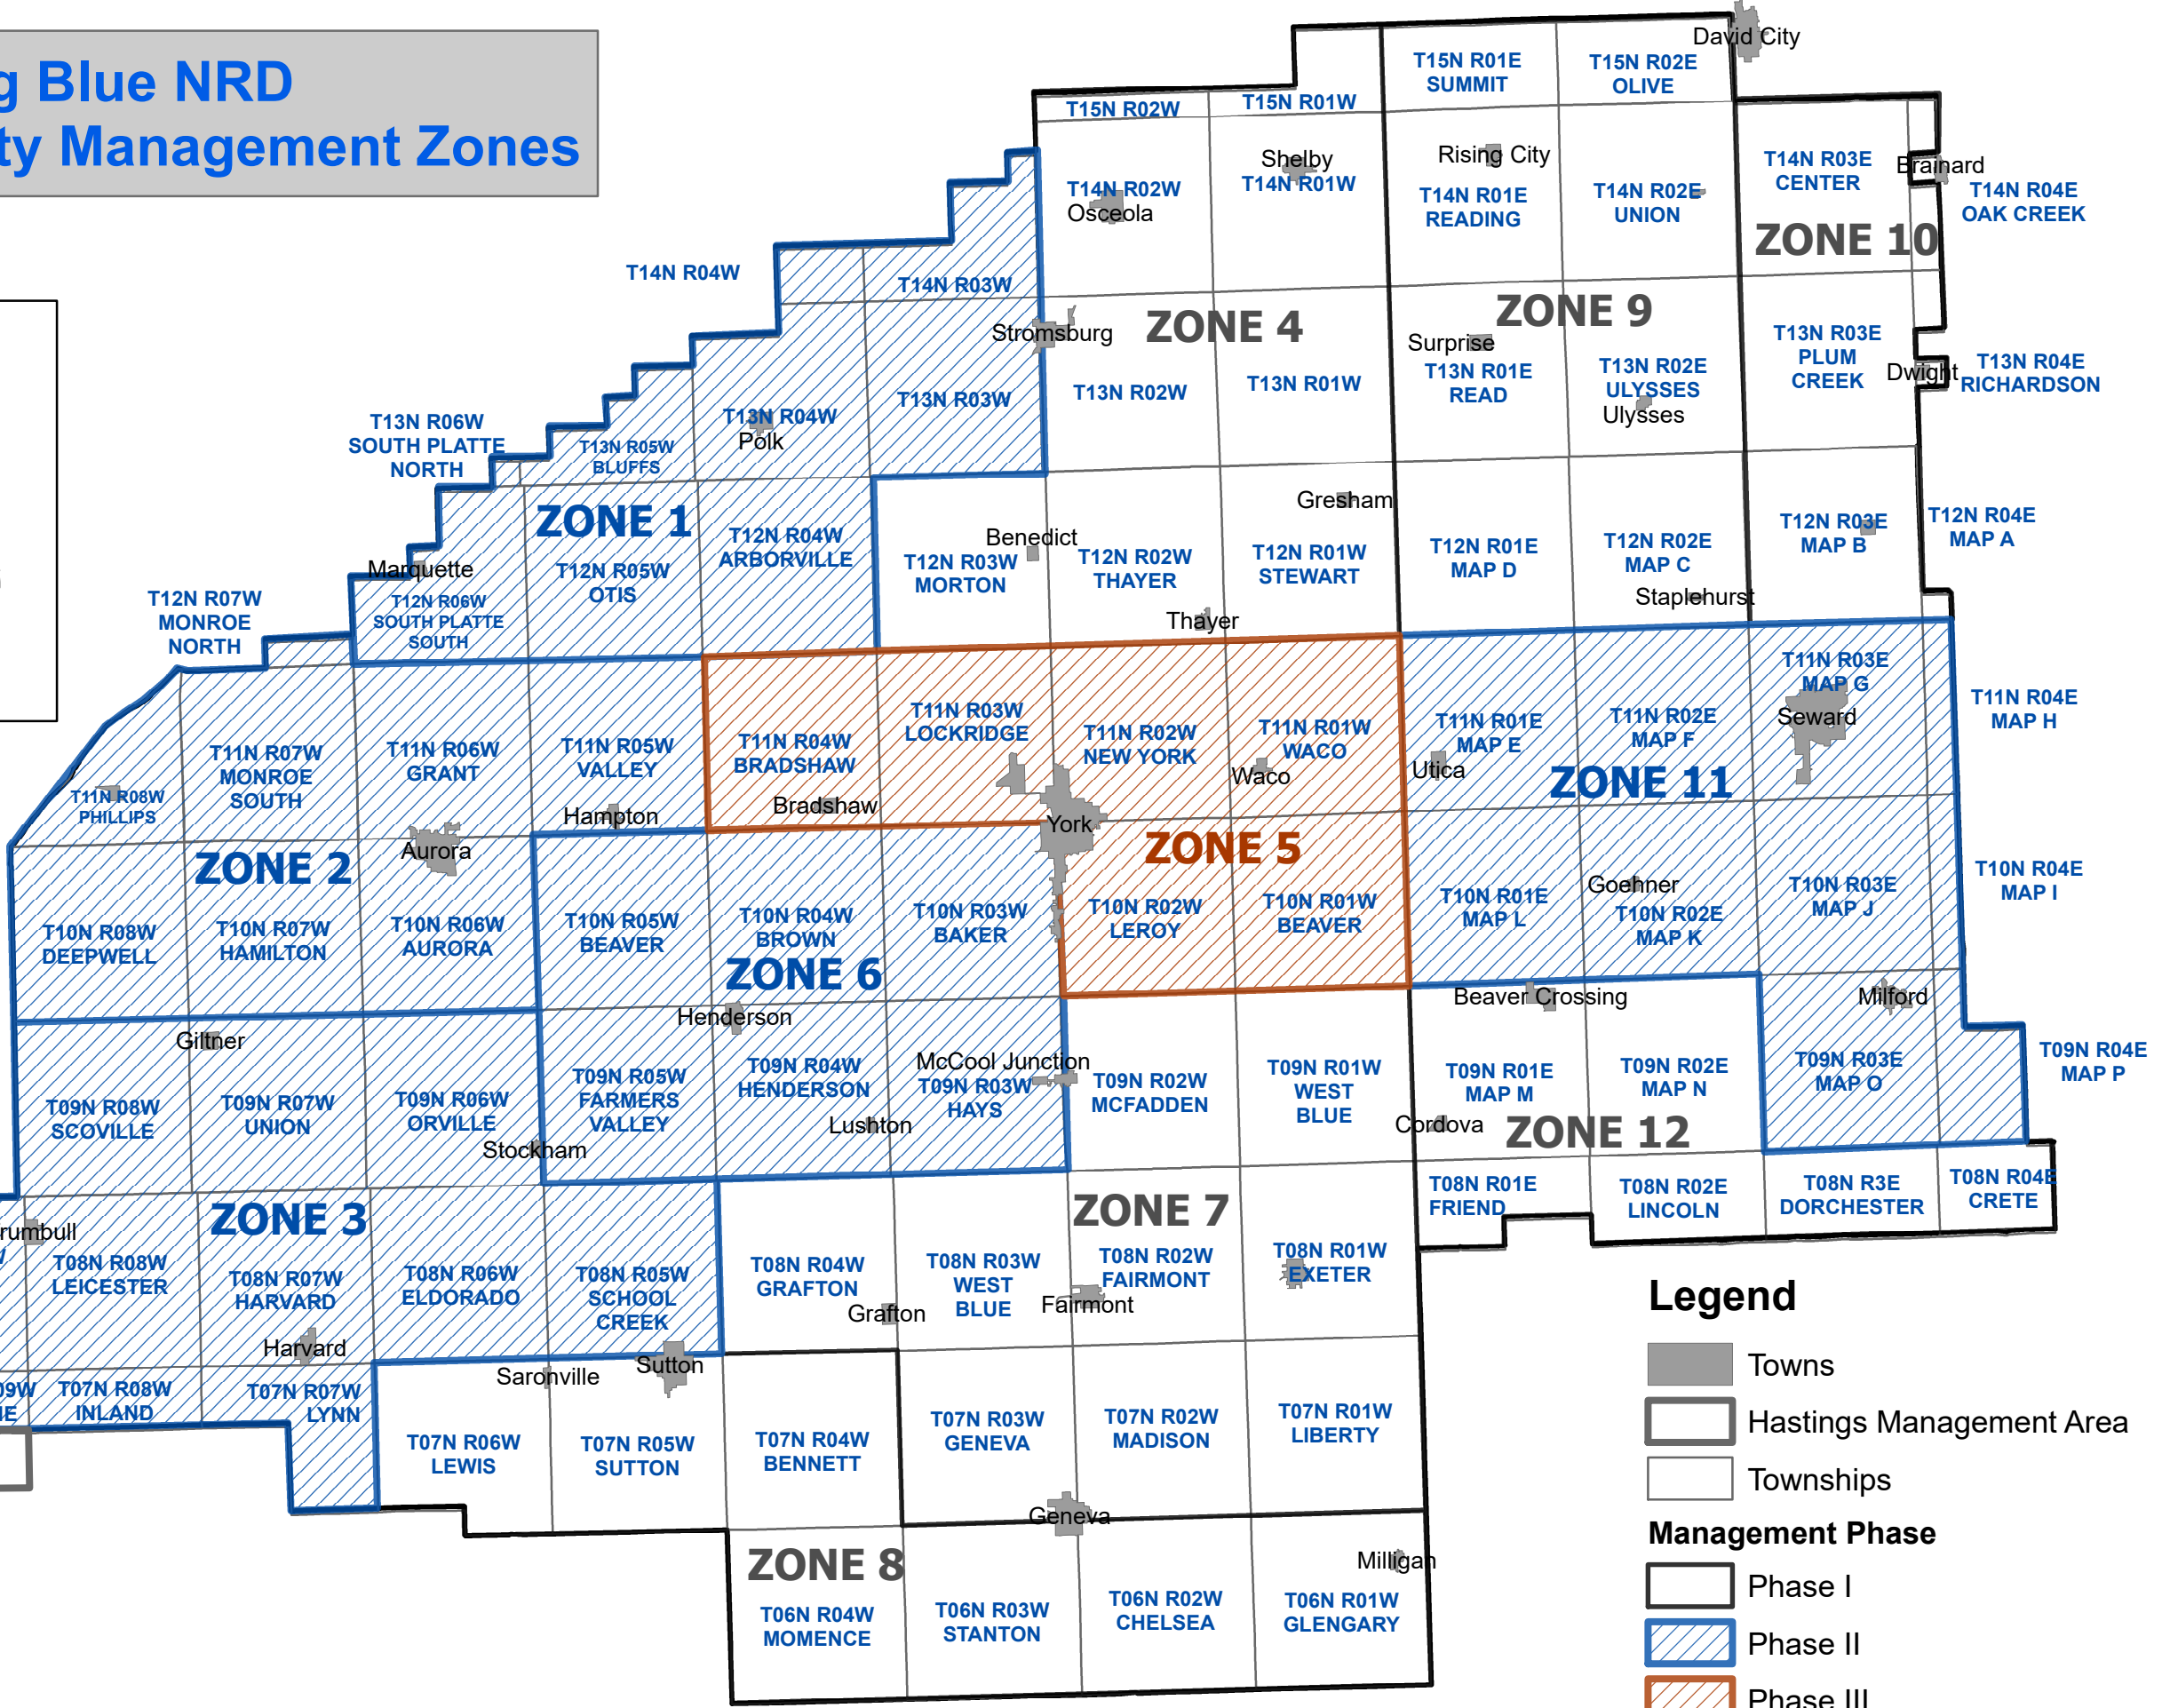 Blue NRD
Management Zones
David City
T15N R01E
SUMMIT
T15N R02E
OLIVE
T15N R02W
T15N R01W
T14N R03E
CENTER
Brainard
T14N R04E
OAK CREEK
ZONE 10
Shelby
T14N R01W
T14N R02W
Osceola
Rising City
T14N R01E
READING
T14N R02E
UNION
T14N R04W
T14N R03W
Stromsburg
ZONE 4
ZONE 9
Surprise
T13N R01E
READ
T13N R02E
ULYSSES
Ulysses
T13N R03E
PLUM
CREEK
Dwight
T13N R04E
RICHARDSON
T13N R02W
T13N R01W
T13N R03W
T13N R04W
Polk
T13N R06W
SOUTH PLATTE
NORTH
T13N R05W
BLUFFS
ZONE 1
T12N R04W
ARBORVILLE
T12N R05W
OTIS
Marquette
T12N R06W
SOUTH PLATTE
SOUTH
T12N R07W
MONROE
NORTH
Benedict
T12N R03W
MORTON
T12N R02W
THAYER
Gresham
T12N R01W
STEWART
Thayer
T12N R01E
MAP D
T12N R02E
MAP C
Staplehurst
T12N R03E
MAP B
T12N R04E
MAP A
T11N R08W
PHILLIPS
T11N R07W
MONROE
SOUTH
T11N R06W
GRANT
T11N R05W
VALLEY
Hampton
T11N R04W
BRADSHAW
Bradshaw
T11N R03W
LOCKRIDGE
T11N R02W
NEW YORK
T11N R01W
WACO
Waco
York
T11N R01E
MAP E
Utica
T11N R02E
MAP F
ZONE 11
T11N R03E
MAP G
Seward
T11N R04E
MAP H
Aurora
ZONE 2
ZONE 5
T10N R08W
DEEPWELL
T10N R07W
HAMILTON
T10N R06W
AURORA
T10N R05W
BEAVER
T10N R04W
BROWN
ZONE 6
T10N R03W
BAKER
T10N R02W
LEROY
T10N R01W
BEAVER
T10N R01E
MAP L
Goehner
T10N R02E
MAP K
T10N R03E
MAP J
T10N R04E
MAP I
Giltner
Henderson
Beaver Crossing
Milford
T09N R08W
SCOVILLE
T09N R07W
UNION
T09N R06W
ORVILLE
Stockham
T09N R05W
FARMERS
VALLEY
T09N R04W
HENDERSON
Lushton
McCool Junction
T09N R03W
HAYS
T09N R02W
MCFADDEN
T09N R01W
WEST
BLUE
T09N R01E
MAP M
Cordova
T09N R02E
MAP N
ZONE 12
T09N R03E
MAP O
T09N R04E
MAP P
T08N R01E
FRIEND
T08N R02E
LINCOLN
T08N R3E
DORCHESTER
T08N R04E
CRETE
ZONE 3
ZONE 7
T08N R08W
LEICESTER
T08N R07W
HARVARD
Harvard
T08N R06W
ELDORADO
T08N R05W
SCHOOL
CREEK
Sutton
Saronville
T08N R04W
GRAFTON
Grafton
T08N R03W
WEST
BLUE
T08N R02W
FAIRMONT
Fairmont
T08N R01W
EXETER
T07N R08W
INLAND
T07N R07W
LYNN
T07N R06W
LEWIS
T07N R05W
SUTTON
T07N R04W
BENNETT
T07N R03W
GENEVA
T07N R02W
MADISON
T07N R01W
LIBERTY
Geneva
ZONE 8
Milligan
T06N R04W
MOMENCE
T06N R03W
STANTON
T06N R02W
CHELSEA
T06N R01W
GLENGARY
Legend
Towns
Hastings Management Area
Townships
Management Phase
Phase I
Phase II
Phase III